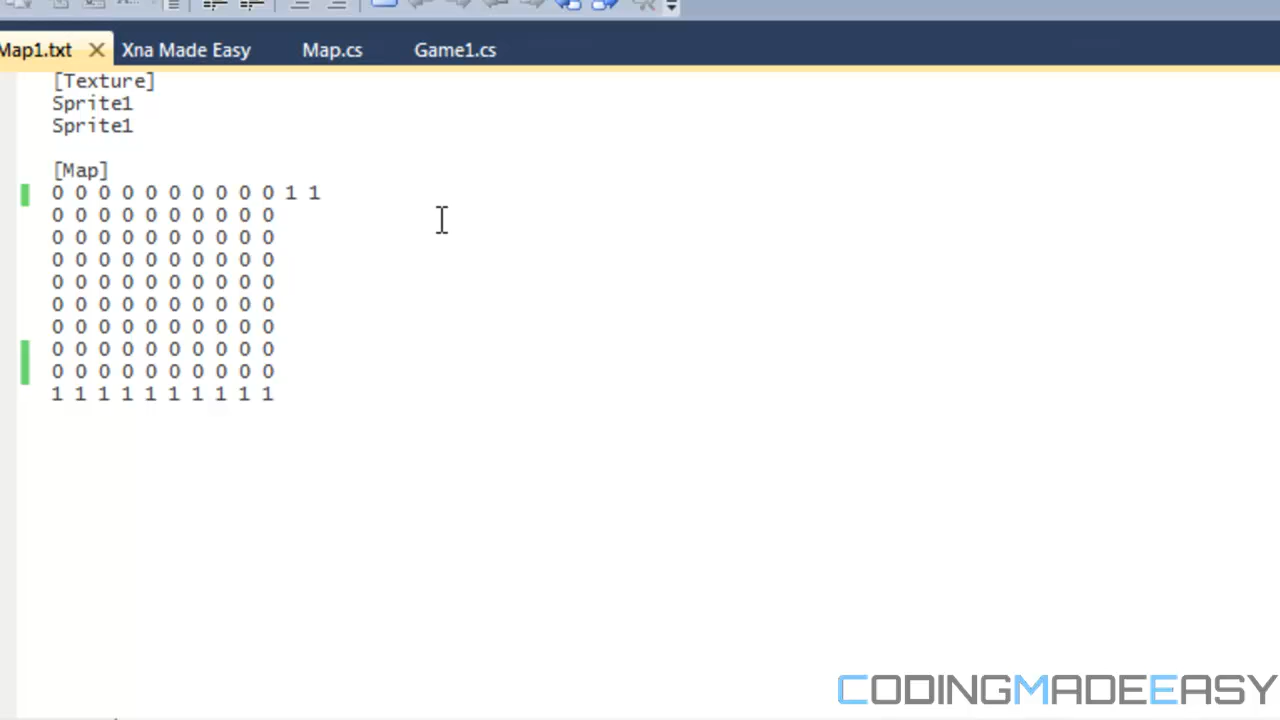 Map1.txt Xna Made Easy Map.cs Game1.cs
[Texture]
Sprite1
Sprite1
[Map]
0 0 0 0 0 0 0 0 0 0 1 1
0 0 0 0 0 0 0 0 0 0
0 0 0 0 0 0 0 0 0 0
0 0 0 0 0 0 0 0 0 0
0 0 0 0 0 0 0 0 0 0
0 0 0 0 0 0 0 0 0 0
0 0 0 0 0 0 0 0 0 0
0 0 0 0 0 0 0 0 0 0
0 0 0 0 0 0 0 0 0 0
1 1 1 1 1 1 1 1 1 1
CODINGMADEEASY